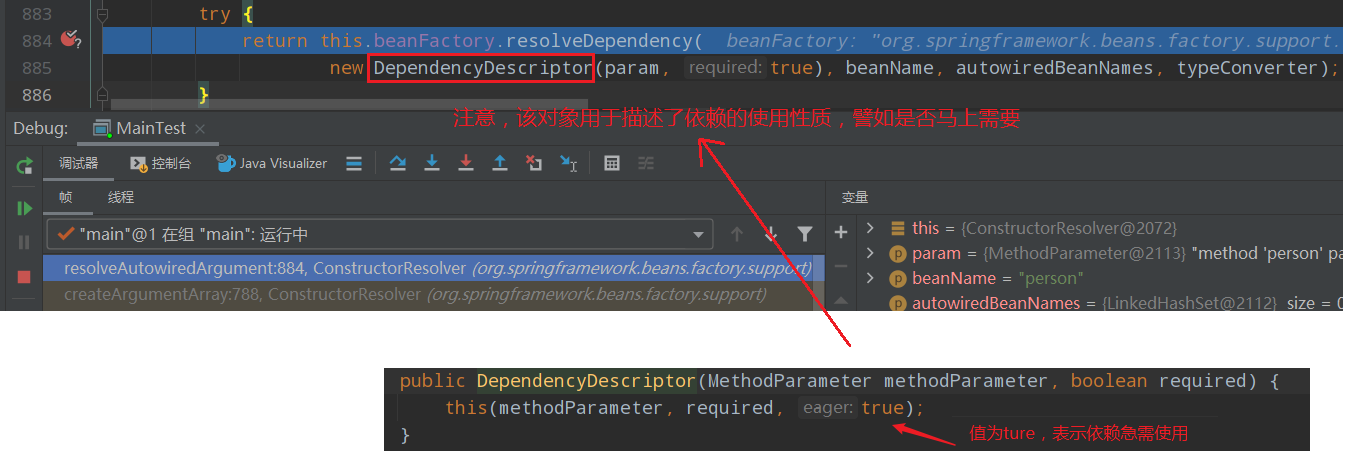 883 try {
884 return this.beanFactory.resolveDependency( beanFactory: "org.springframework.beans.factory.support.
885 new DependencyDescriptor(param, required: true), beanName, autowiredBeanNames, typeConverter);
886 }
注意，该对象用于描述了依赖的使用性质，譬如是否马上需要
Debug: MainTest ×
调试器 控制台 Java Visualizer
帧 线程 变量
"main"@1 在组 "main": 运行中
this = {ConstructorResolver@2072}
param = {MethodParameter@2113} "method 'person' pa
resolveAutowiredArgument:884, ConstructorResolver (org.springframework.beans.factory.support)
beanName = "person"
createArgumentArray:788, ConstructorResolver (org.springframework.beans.factory.support)
autowiredBeanNames = {LinkedHashSet@2112} size = 0
public DependencyDescriptor(MethodParameter methodParameter, boolean required) {
this(methodParameter, required, eager: true);
}
值为ture，表示依赖急需使用